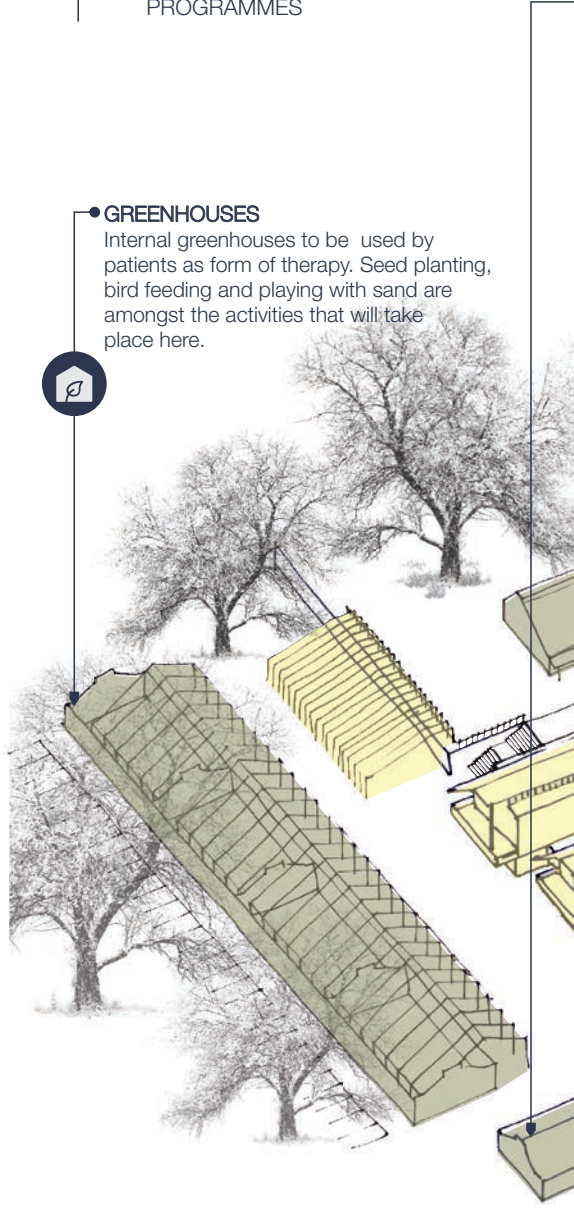 PROGRAMMES
GREENHOUSES
Internal greenhouses to be used by
patients as form of therapy. Seed planting,
bird feeding and playing with sand are
amongst the activities that will take
place here.